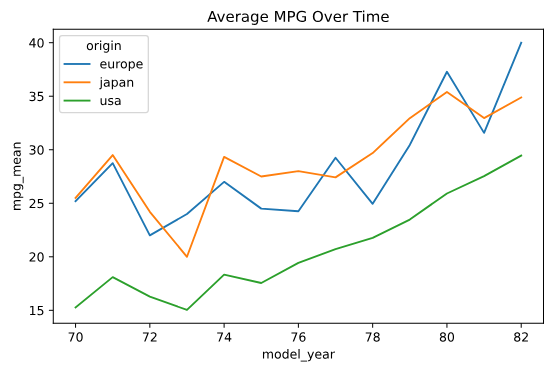 Average MPG Over Time
origin
europe
japan
usa
mpg_mean
40
35
30
25
20
15
70 72 74 76 78 80 82
model_year